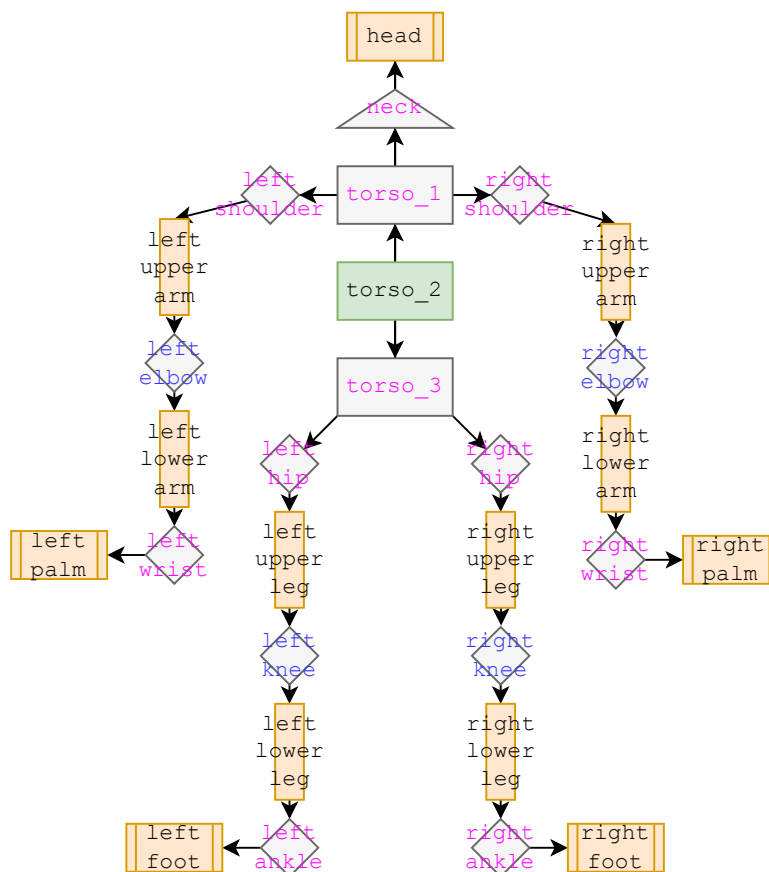 head
neck
left
shoulder
torso_1
right
shoulder
left
upper
arm
right
upper
arm
torso_2
left
elbow
torso_3
right
elbow
left
lower
arm
left
hip
right
hip
right
lower
arm
left
palm
left
wrist
left
upper
leg
right
upper
leg
right
wrist
right
palm
left
knee
right
knee
left
lower
leg
right
lower
leg
left
foot
left
ankle
right
ankle
right
foot